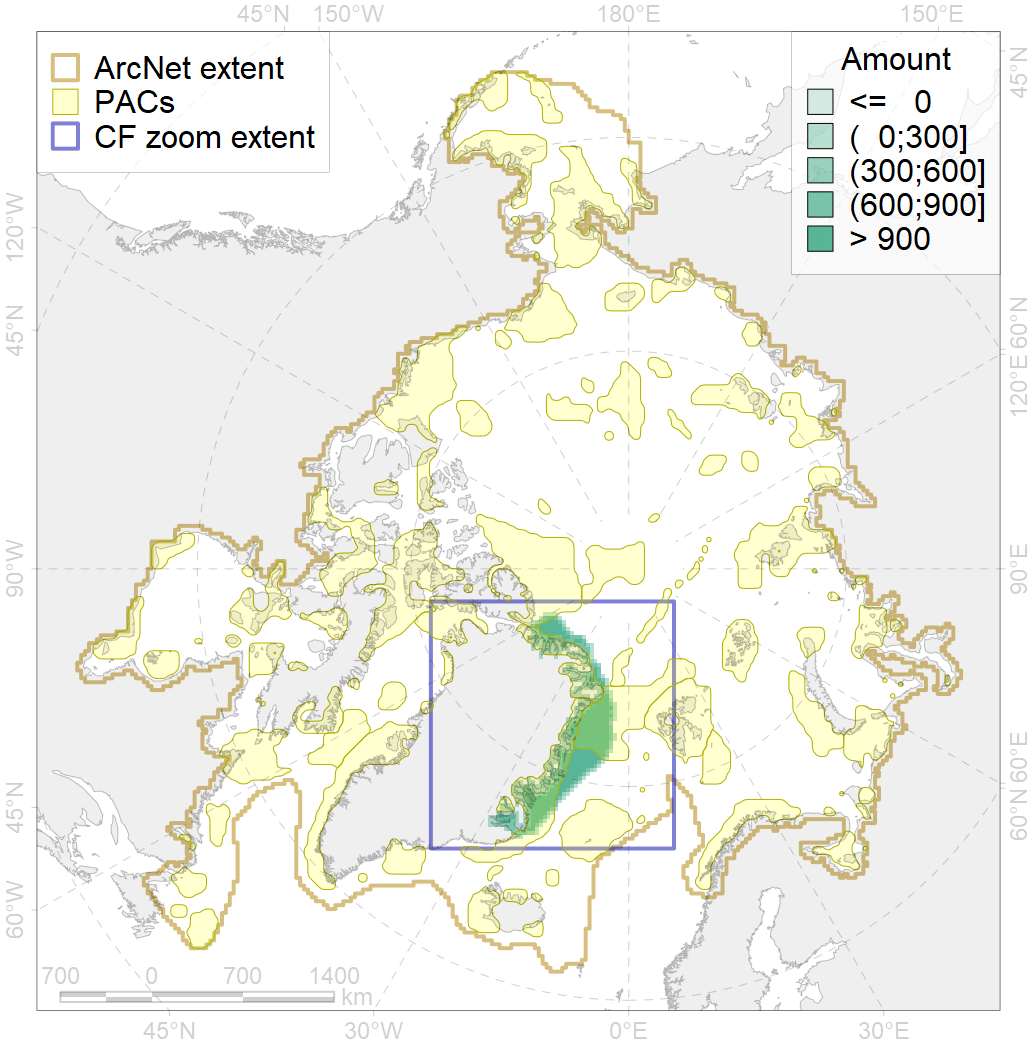 45°N 150°W 180°E 150°E
ArcNet extent
PACs
CF zoom extent
Amount
<= 0
( 0;300]
(300;600]
(600;900]
> 900
120°W
45°N
90°W
45°N
60°W
45°N
60°N
120°E
90°E
60°E
45°N
700 0 700 1400
km
45°N 30°W 0°E 30°E